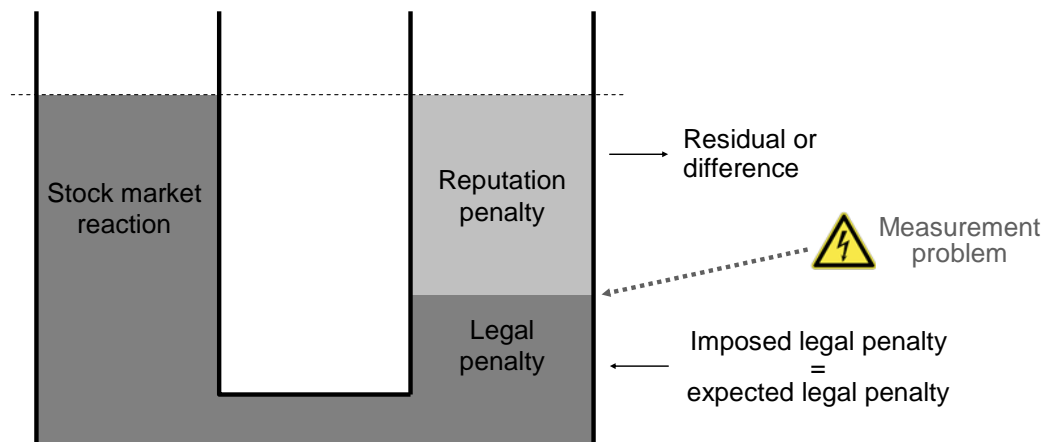 Stock market
reaction
Reputation
penalty
Residual or
difference
Measurement
problem
Legal
penalty
Imposed legal penalty
=
expected legal penalty